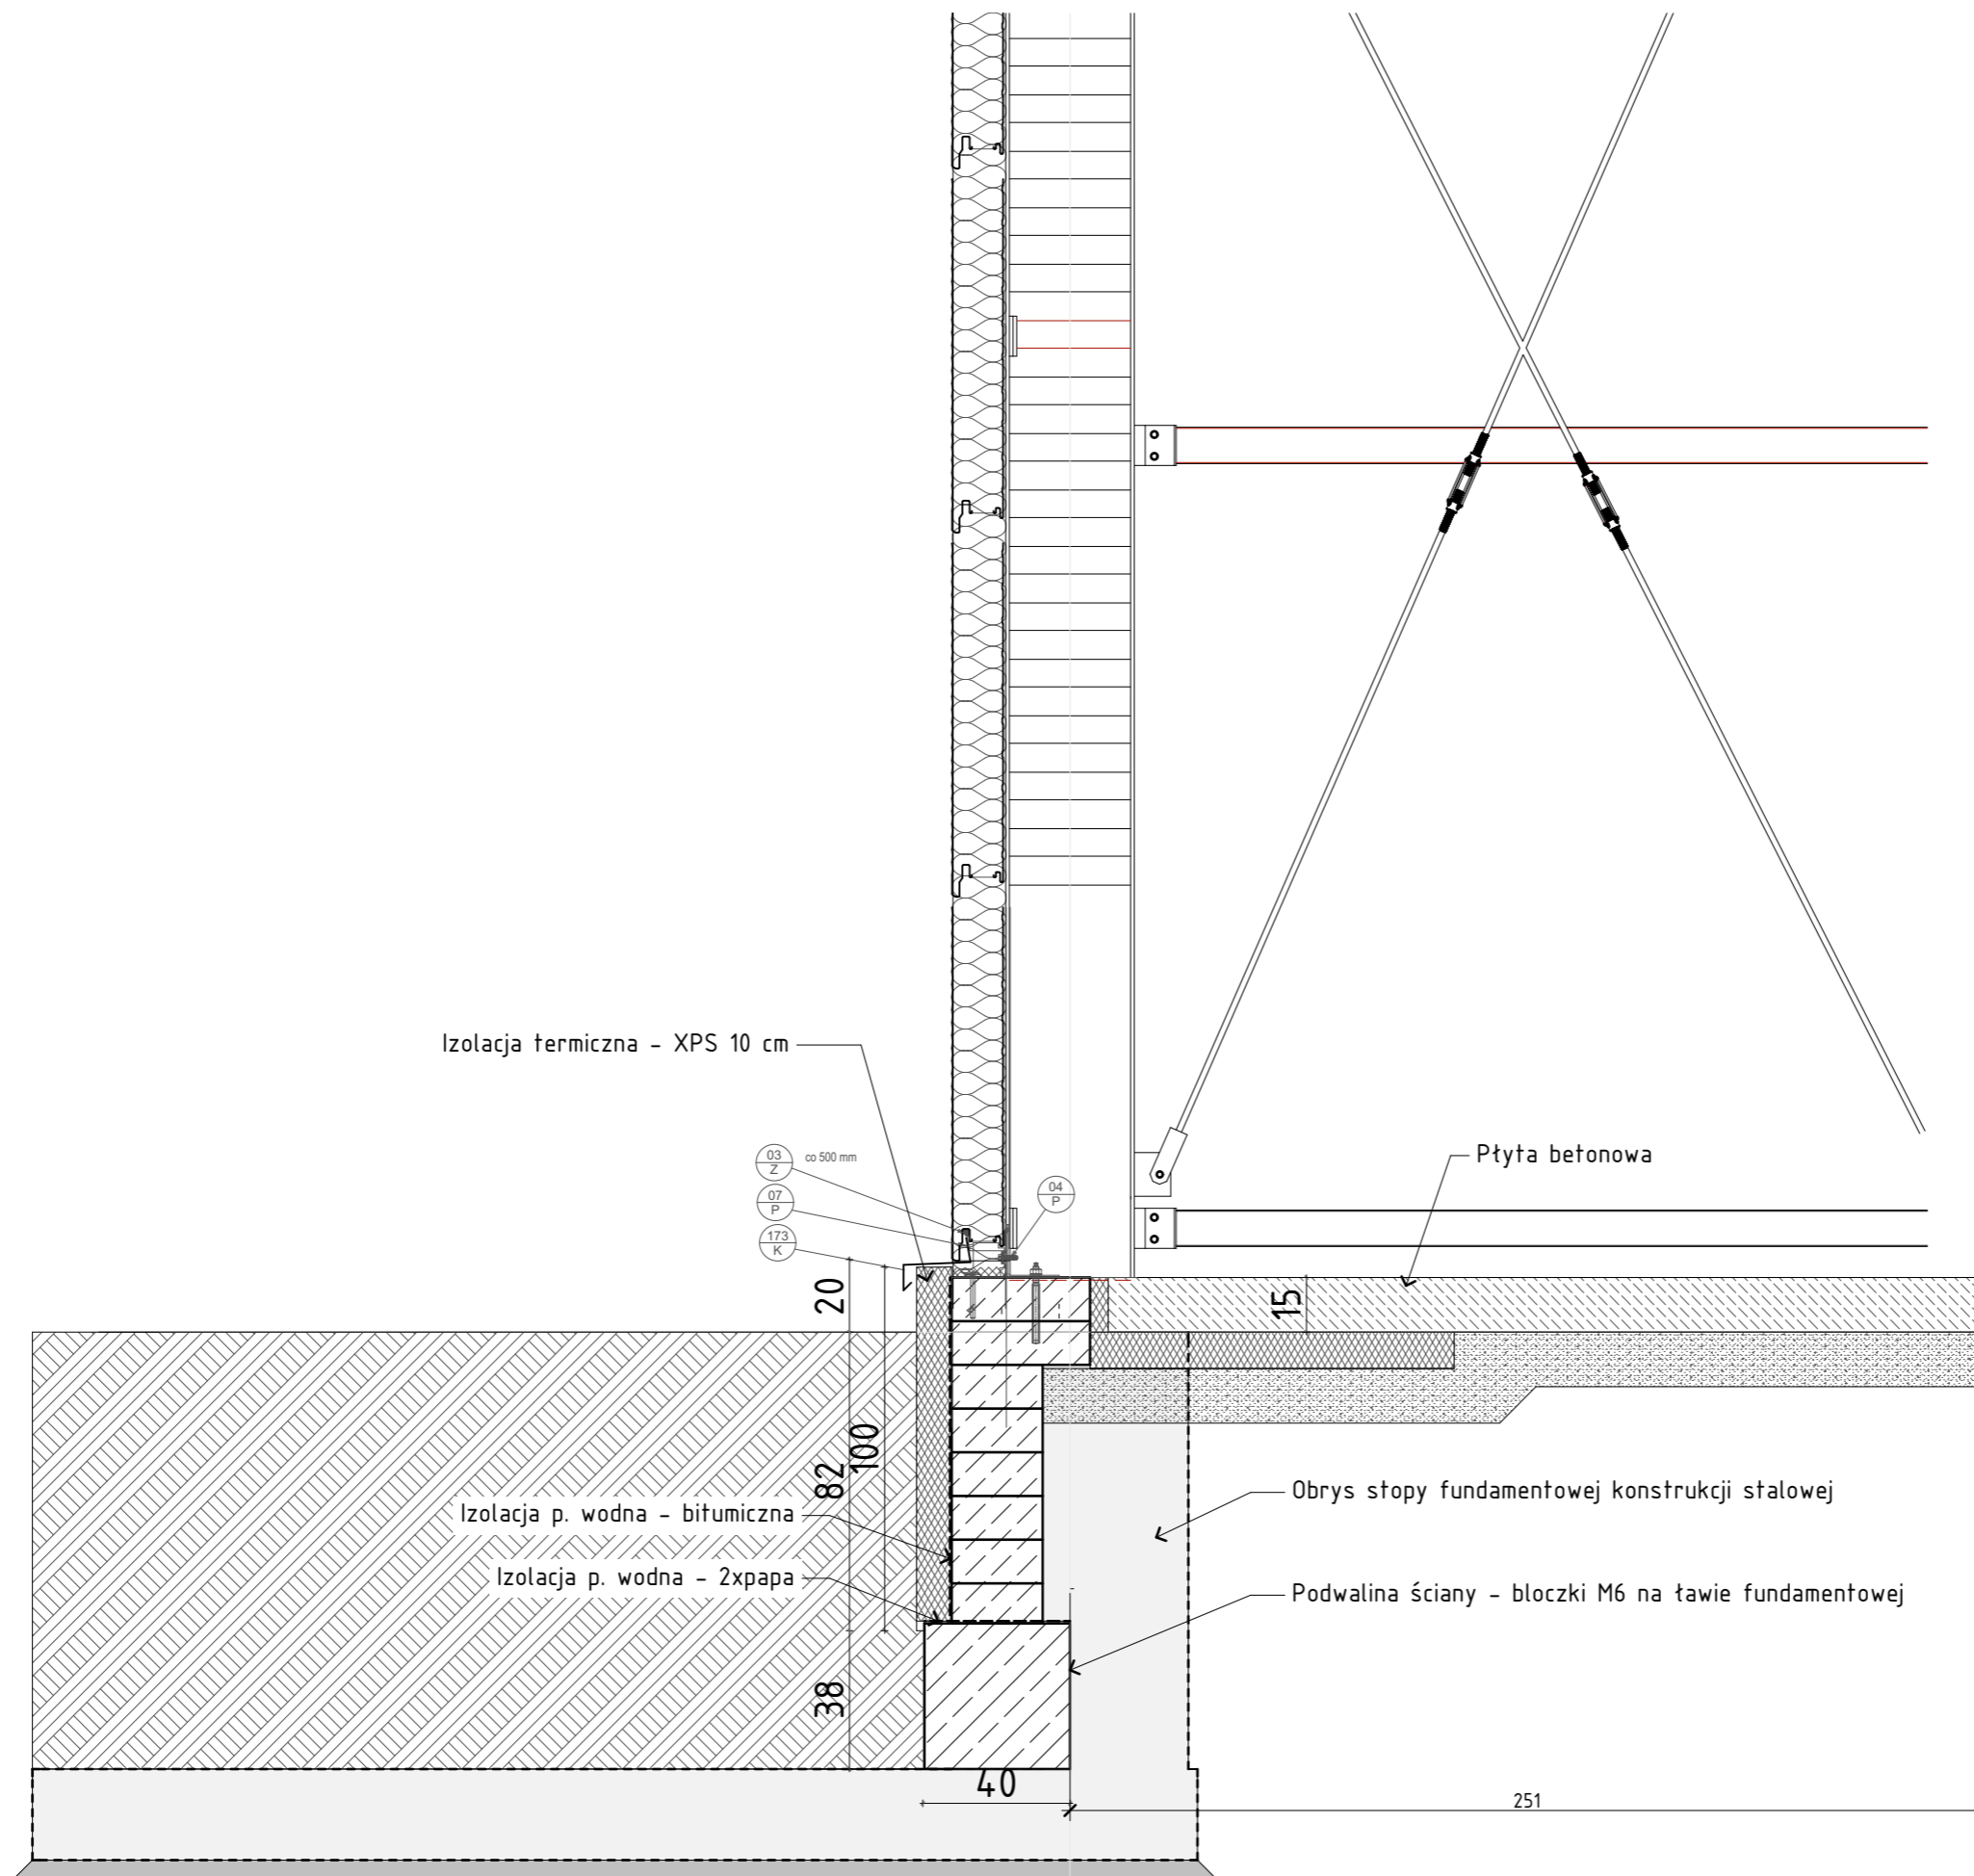 Izolacja termiczna - XPS 10 cm
03
Z
co 500 mm
07
P
173
K
04
P
Płyta betonowa
20
15
100
82
Izolacja p. wodna - bitumiczna
Izolacja p. wodna - 2xpapa
Obrys stopy fundamentowej konstrukcji stalowej
Podwalina ściany - bloczki M6 na ławie fundamentowej
38
40
251